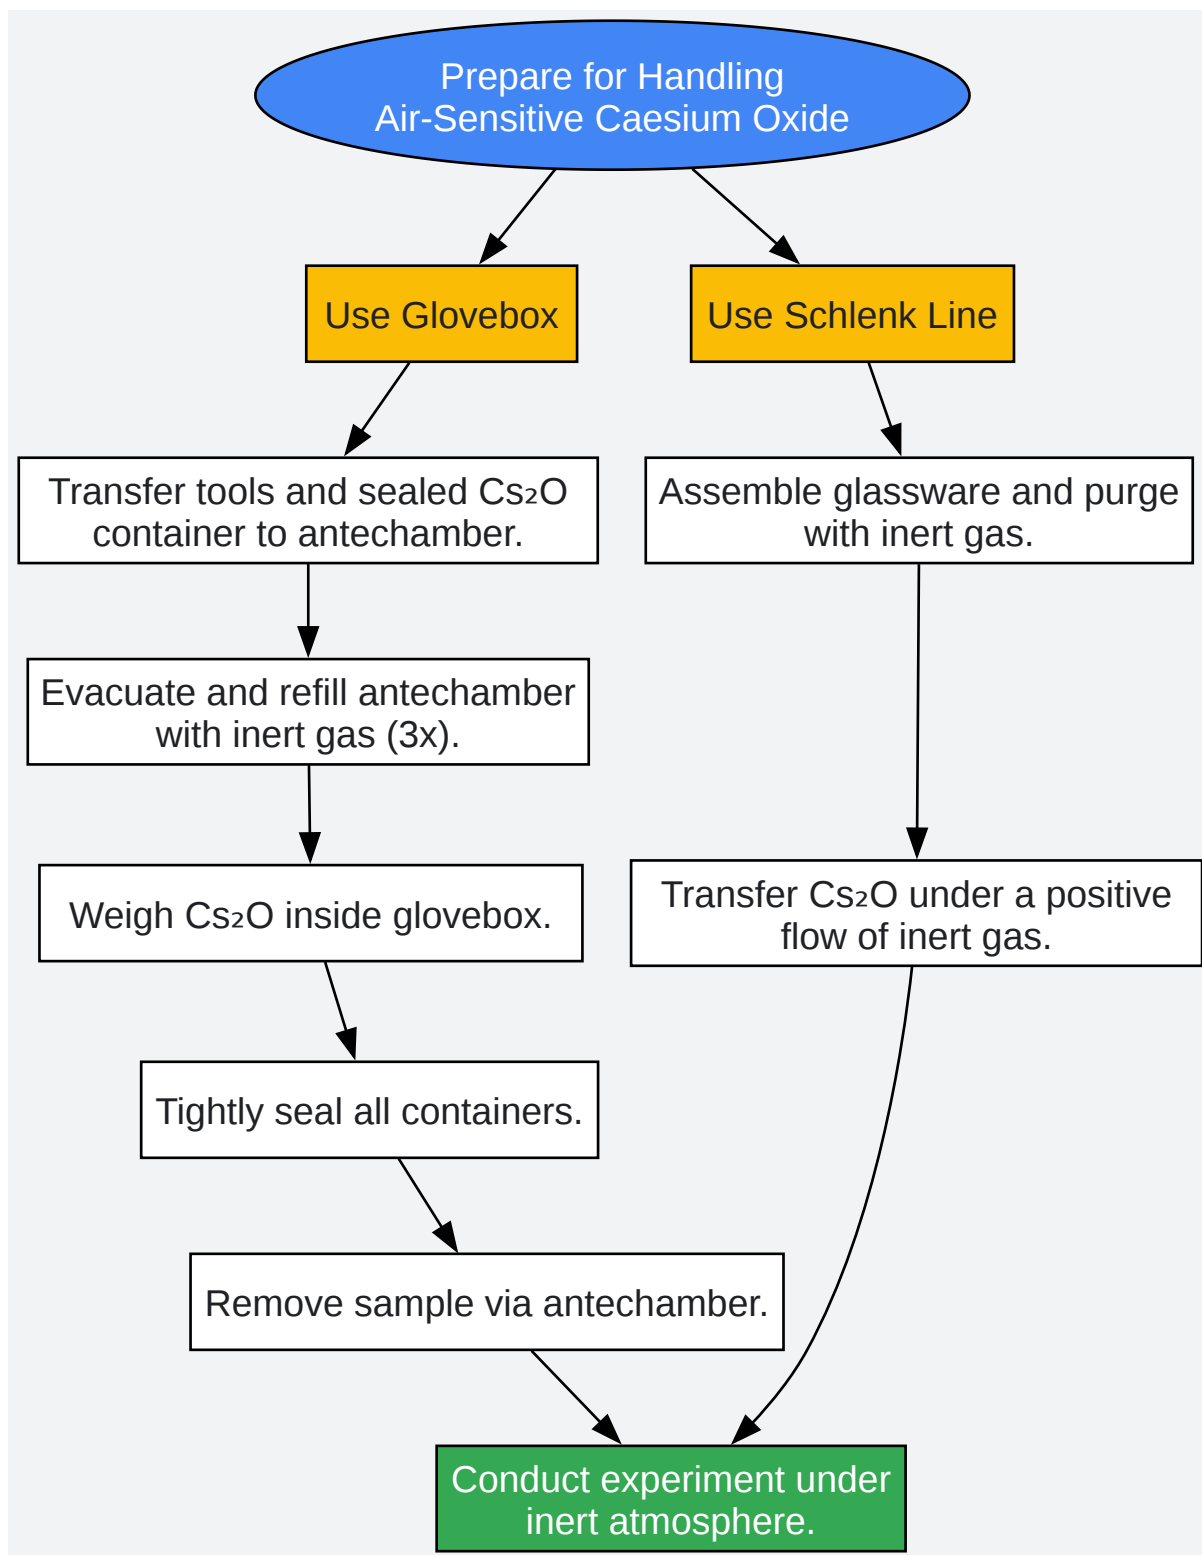 Prepare for Handling
Air-Sensitive Caesium Oxide
Use Glovebox
Use Schlenk Line
Transfer tools and sealed Cs₂O
container to antechamber.
Assemble glassware and purge
with inert gas.
Evacuate and refill antechamber
with inert gas (3x).
Weigh Cs₂O inside glovebox.
Transfer Cs₂O under a positive
flow of inert gas.
Tightly seal all containers.
Remove sample via antechamber.
Conduct experiment under
inert atmosphere.